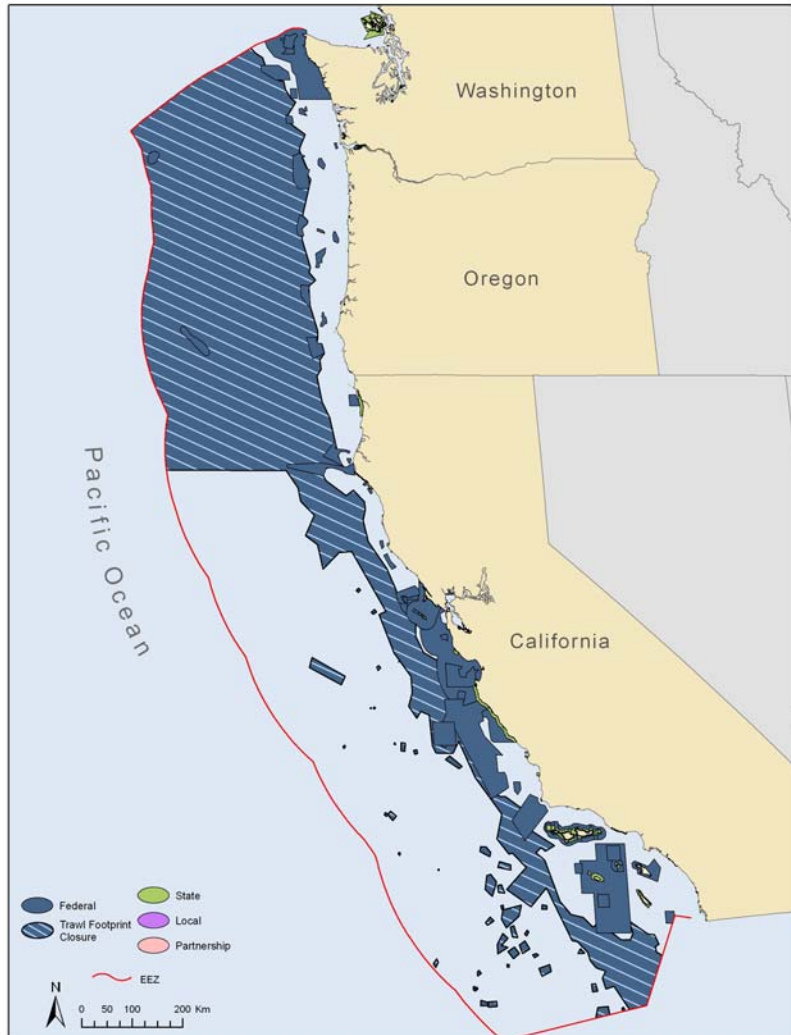 Washington
Oregon
Pacific Ocean
California
Federal
State
Trawl Footprint
Closure
Local
Partnership
EEZ
N
0 50 100 200 Km